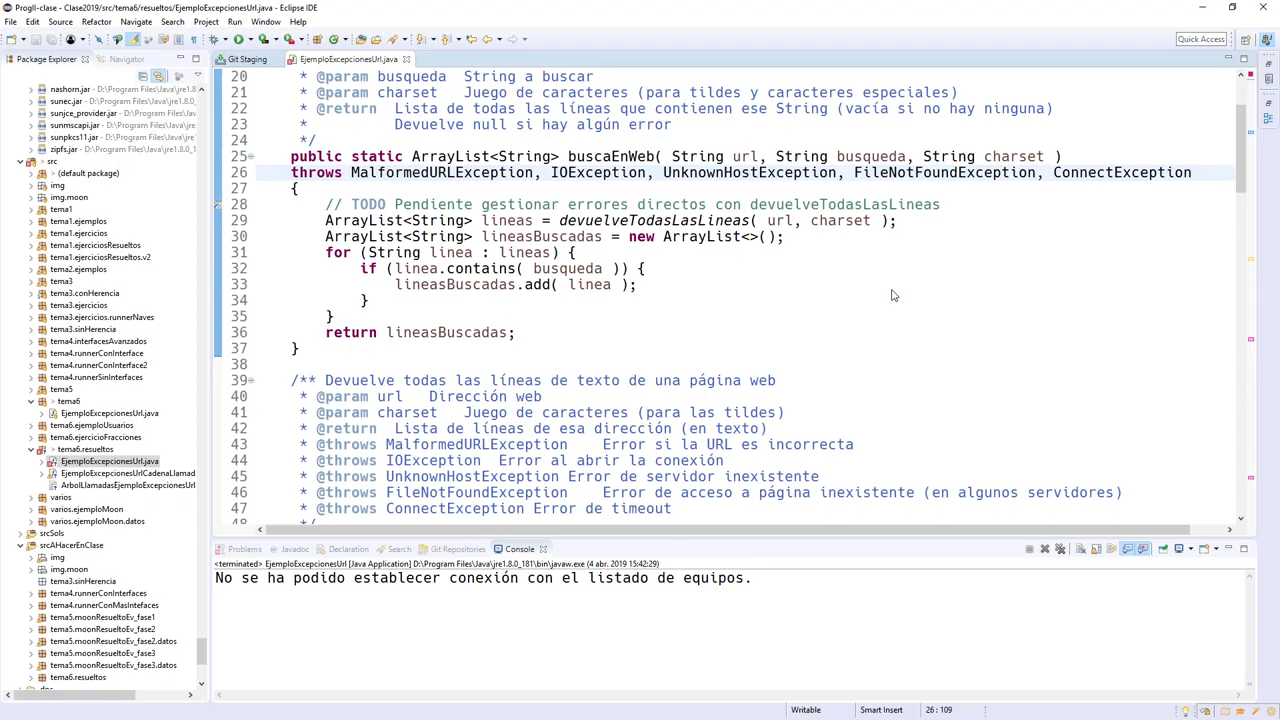 ProgII-clase - Clase2019/src/tema6/resueltos/EjemploExcepcionesUrl.java - Eclipse IDE
File Edit Source Refactor Navigate Search Project Run Window Help
Quick Access
Package Explorer
Navigator
nashorn.jar - D:\Program Files\Java\jre1.8.0_
sunec.jar - D:\Program Files\Java\jre1.8.0_181\
sunjce_provider.jar - D:\Program Files\Java\jre
sunmscapi.jar - D:\Program Files\Java\jre1.8.0_
sunpkcs11.jar - D:\Program Files\Java\jre1.8.0_
zipfs.jar - D:\Program Files\Java\jre1.8.0_181\
> src
> (default package)
img
img.moon
tema1
tema1.ejemplos
tema1.ejercicios
tema1.ejerciciosResueltos
tema1.ejerciciosResueltos.v2
tema2.ejemplos
tema3
tema3.conHerencia
tema3.ejercicios
tema3.ejercicios.runnerNaves
tema3.sinHerencia
tema4.interfacesAvanzados
tema4.runnerConInterface
tema4.runnerConInterface2
tema4.runnerSinInterfaces
tema5
> tema6
EjemploExcepcionesUrl.java
tema6.ejemploUsuarios
tema6.ejercicioFracciones
> tema6.resueltos
EjemploExcepcionesUrl.java
EjemploExcepcionesUrlCadenaLlamad
ArbolLlamadasEjemploExcepcionesUrl
varios
varios.ejemploMoon
varios.ejemploMoon.datos
srcSols
srcAHacerEnClase
img
img.moon
tema3.sinHerencia
tema4.runnerConInterfaces
tema4.runnerConMasIntefaces
tema5.moonResueltoEv_fase1
tema5.moonResueltoEv_fase2
tema5.moonResueltoEv_fase2.datos
tema5.moonResueltoEv_fase3
tema5.moonResueltoEv_fase3.datos
tema6.resueltos
Git Staging
EjemploExcepcionesUrl.java
20 * @param busqueda String a buscar
21 * @param charset Juego de caracteres (para tildes y caracteres especiales)
22 * @return Lista de todas las líneas que contienen ese String (vacía si no hay ninguna)
23 * Devuelve null si hay algún error
24 */
25 public static ArrayList<String> buscaEnWeb( String url, String busqueda, String charset )
26 throws MalformedURLException, IOException, UnknownHostException, FileNotFoundException, ConnectException
27 {
28 // TODO Pendiente gestionar errores directos con devuelveTodasLasLineas
29 ArrayList<String> lineas = devuelveTodasLasLineas( url, charset );
30 ArrayList<String> lineasBuscadas = new ArrayList<>();
31 for (String linea : lineas) {
32 if (linea.contains( busqueda )) {
33 lineasBuscadas.add( linea );
34 }
35 }
36 return lineasBuscadas;
37 }
38
39 /** Devuelve todas las líneas de texto de una página web
40 * @param url Dirección web
41 * @param charset Juego de caracteres (para las tildes)
42 * @return Lista de líneas de esa dirección (en texto)
43 * @throws MalformedURLException Error si la URL es incorrecta
44 * @throws IOException Error al abrir la conexión
45 * @throws UnknownHostException Error de servidor inexistente
46 * @throws FileNotFoundException Error de acceso a página inexistente (en algunos servidores)
47 * @throws ConnectException Error de timeout
48 */
Problems Javadoc Declaration Search Git Repositories Console
<terminated> EjemploExcepcionesUrl [Java Application] D:\Program Files\Java\jre1.8.0_181\bin\javaw.exe (4 abr. 2019 15:42:29)
No se ha podido establecer conexión con el listado de equipos.
Writable Smart Insert 26 : 109